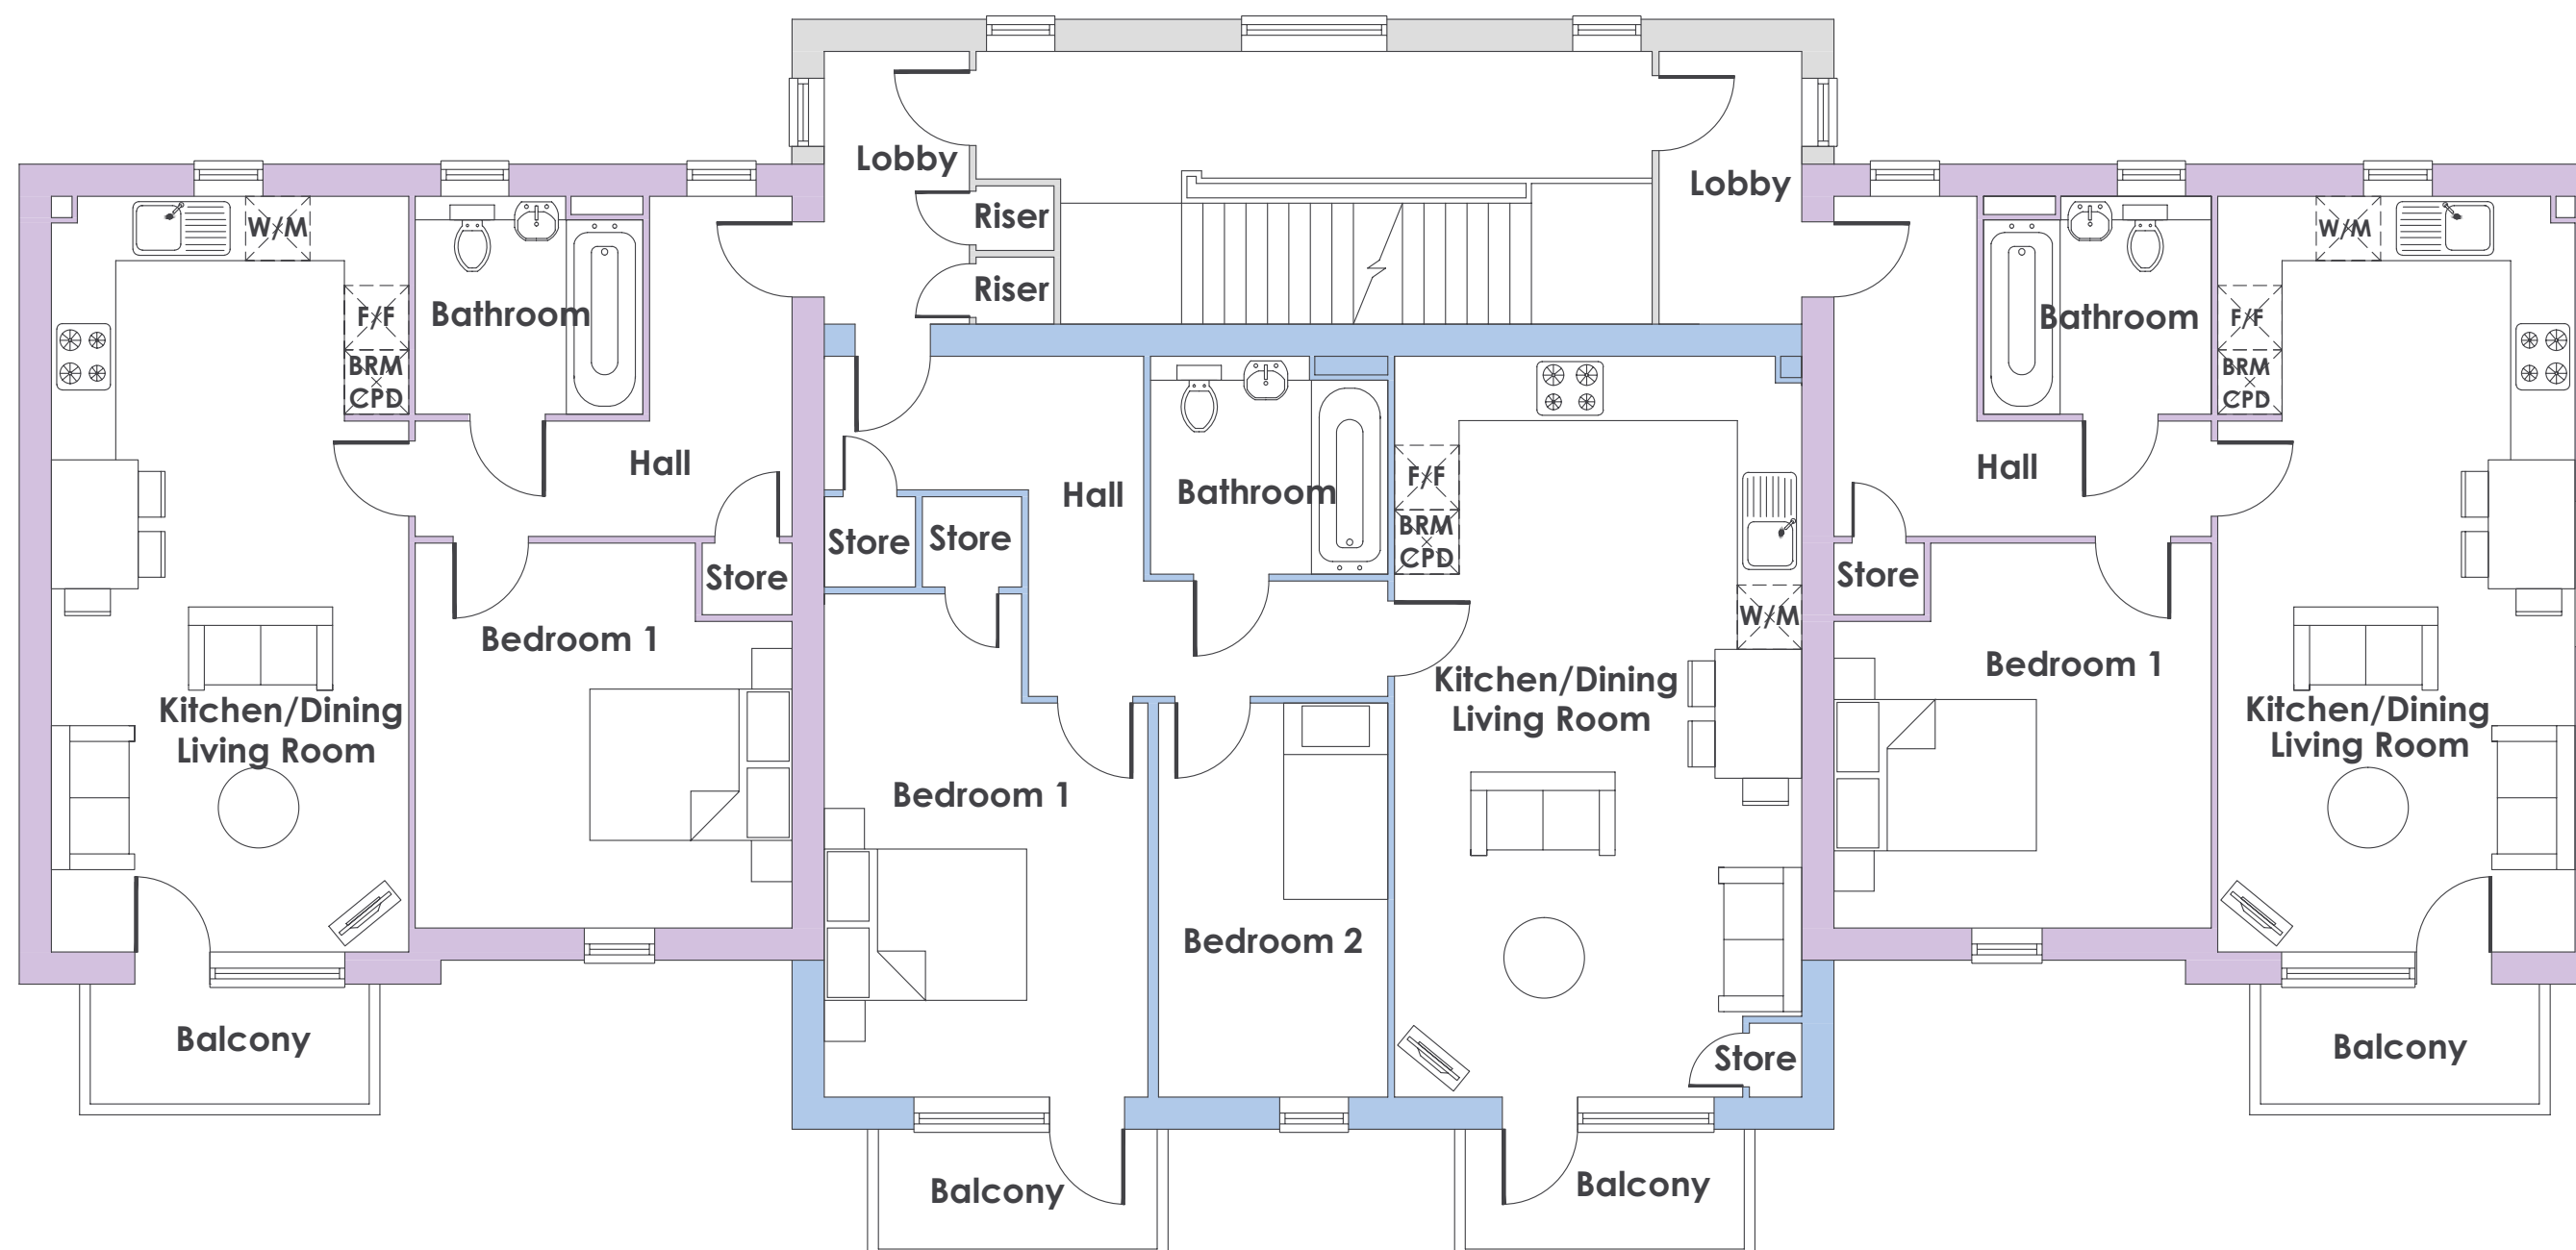 Lobby
Lobby
Riser
Riser
W/M
F/F
BRM
CPD
Bathroom
Hall
Store
Bedroom 1
Kitchen/Dining
Living Room
Balcony
Hall
Store
Store
Bathroom
F/F
BRM
CPD
W/M
Kitchen/Dining
Living Room
Bedroom 1
Bedroom 2
Store
Balcony
Balcony
W/M
F/F
BRM
CPD
Bathroom
Hall
Store
Bedroom 1
Kitchen/Dining
Living Room
Balcony